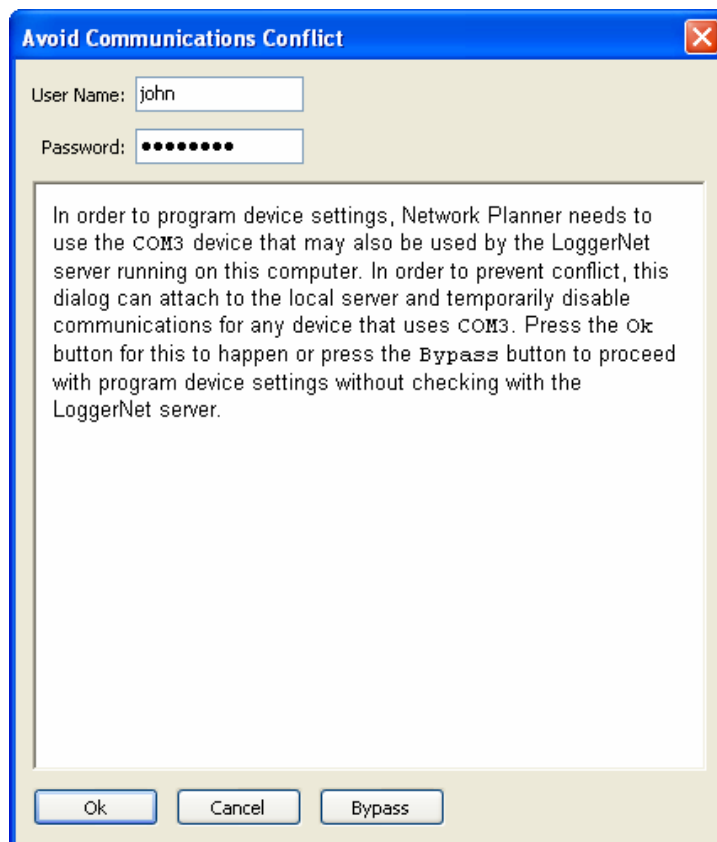 Avoid Communications Conflict
User Name: john
Password: ●●●●●●●●
In order to program device settings, Network Planner needs to
use the COM3 device that may also be used by the LoggerNet
server running on this computer. In order to prevent conflict, this
dialog can attach to the local server and temporarily disable
communications for any device that uses COM3. Press the Ok
button for this to happen or press the Bypass button to proceed
with program device settings without checking with the
LoggerNet server.
Ok Cancel Bypass